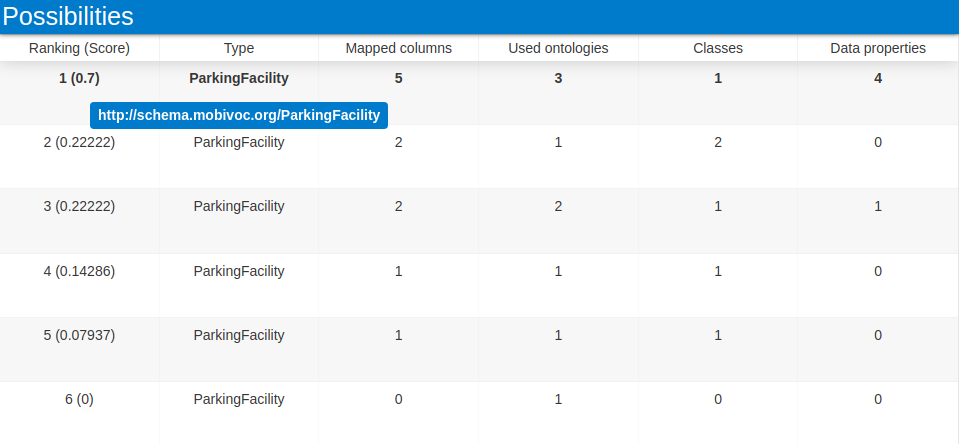 Possibilities
Ranking (Score) Type Mapped columns Used ontologies Classes Data properties
1 (0.7) ParkingFacility 5 3 1 4
http://schema.mobivoc.org/ParkingFacility
2 (0.22222) ParkingFacility 2 1 2 0
3 (0.22222) ParkingFacility 2 2 1 1
4 (0.14286) ParkingFacility 1 1 1 0
5 (0.07937) ParkingFacility 1 1 1 0
6 (0) ParkingFacility 0 1 0 0